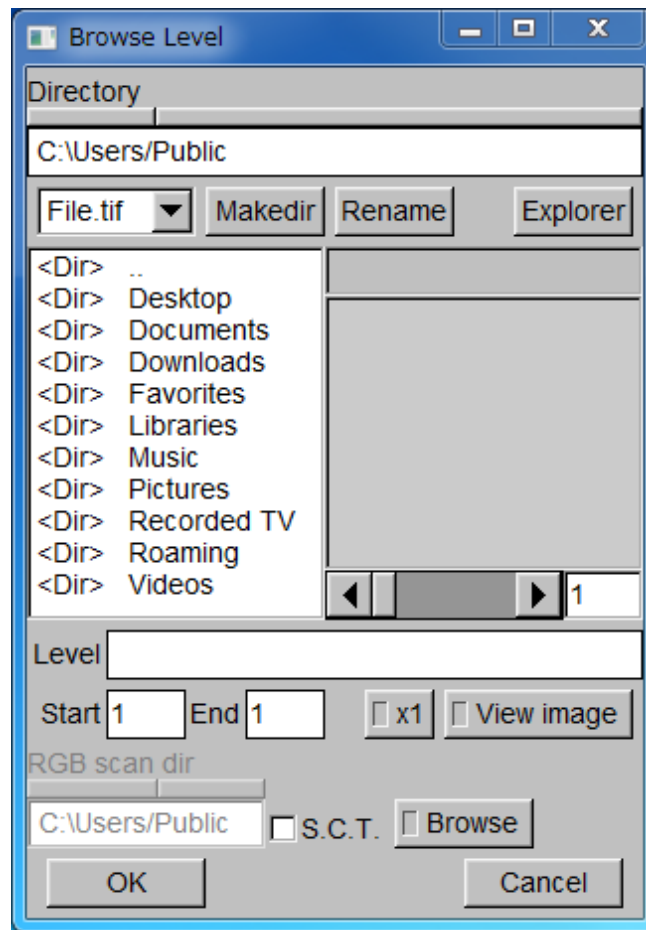 Browse Level
Directory
C:\Users/Public
File.tif Makedir Rename Explorer
<Dir> ..
<Dir> Desktop
<Dir> Documents
<Dir> Downloads
<Dir> Favorites
<Dir> Libraries
<Dir> Music
<Dir> Pictures
<Dir> Recorded TV
<Dir> Roaming
<Dir> Videos
1
Level
Start 1 End 1 x1 View image
RGB scan dir
C:\Users/Public S.C.T. Browse
OK Cancel